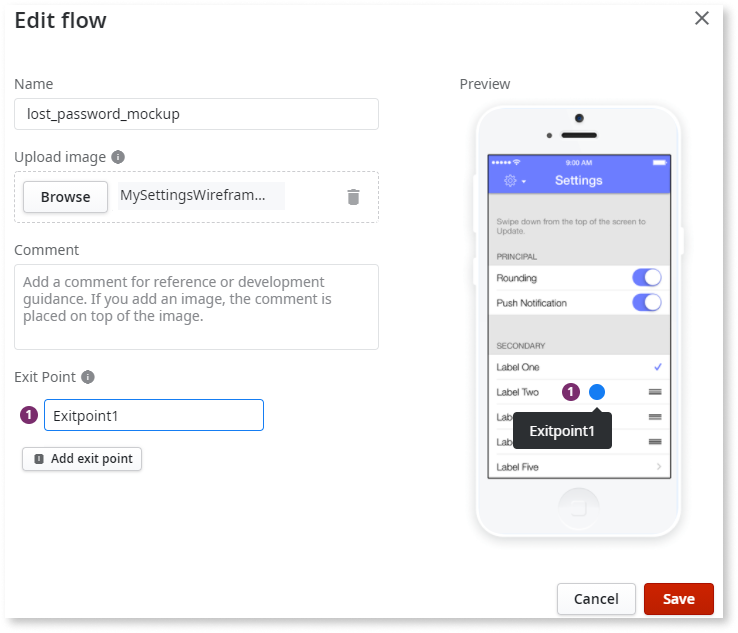 Edit flow
Name
lost_password_mockup
Upload image
Browse
MySettingsWirefram...
Comment
Add a comment for reference or development
guidance. If you add an image, the comment is
placed on top of the image.
Exit Point
1
Exitpoint1
Add exit point
Preview
9:00 AM
Settings
Swipe down from the top of the screen to
Update.
PRINCIPAL
Rounding
Push Notification
SECONDARY
Label One
Label Two
1
Lab
Exitpoint1
Lab
Label Five
Cancel
Save